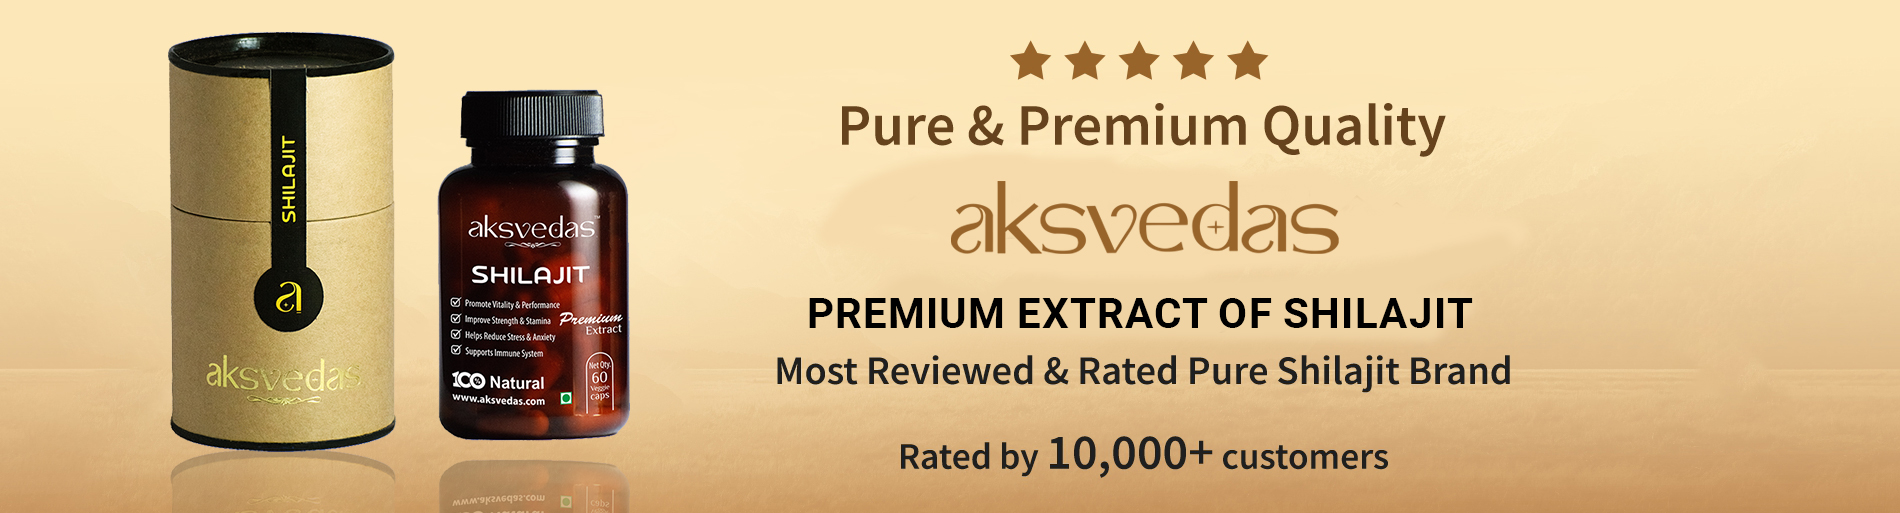 SHILAJIT
a
aksvedas
aksvedas™
SHILAJIT
Promote Vitality & Performance
Improve Strength & Stamina
Helps Reduce Stress & Anxiety
Supports Immune System
Premium
Extract
100% Natural
www.aksvedas.com
Net Qty.
60
Veggie
caps
Pure & Premium Quality
aksvedas
PREMIUM EXTRACT OF SHILAJIT
Most Reviewed & Rated Pure Shilajit Brand
Rated by 10,000+ customers